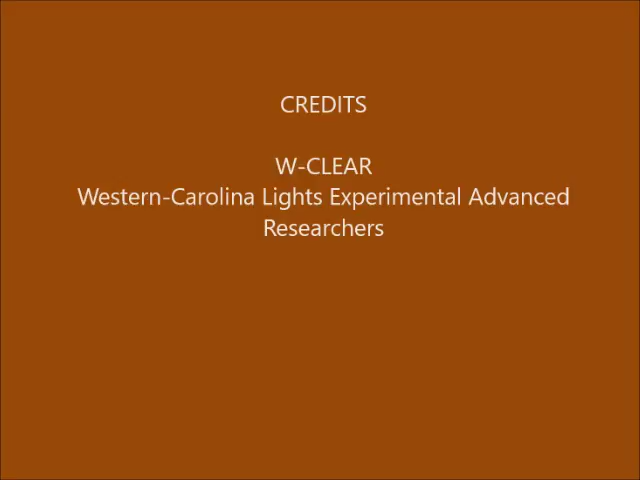 CREDITS
W-CLEAR
Western-Carolina Lights Experimental Advanced
Researchers